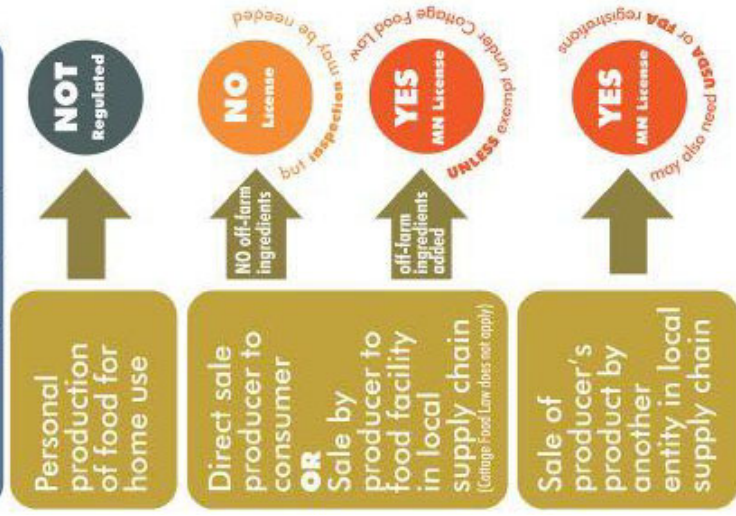 Personal
production
of food for
home use
NOT
Regulated
Direct sale
producer to
consumer
OR
Sale by
producer to
food facility
in local
supply chain
(Cottage Food Law does not apply)
NO off-farm
ingredients
NO
License
but inspection may be needed
off-farm
ingredients
added
YES
MN License
UNLESS exempt under Cottage Food Law
Sale of
producer's
product by
another
entity in local
supply chain
YES
MN License
may also need USDA or FDA registrations